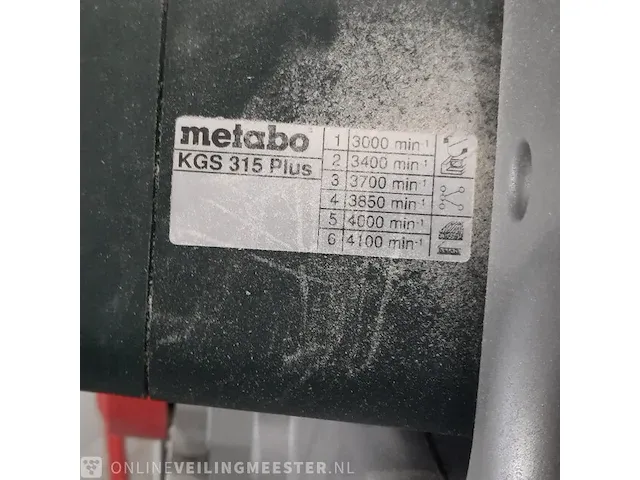 metabo
KGS 315 Plus
1 3000 min-1
2 3400 min-1
3 3700 min-1
4 3850 min-1
5 4000 min-1
6 4100 min-1
ONLINEVEILINGMEESTER.NL